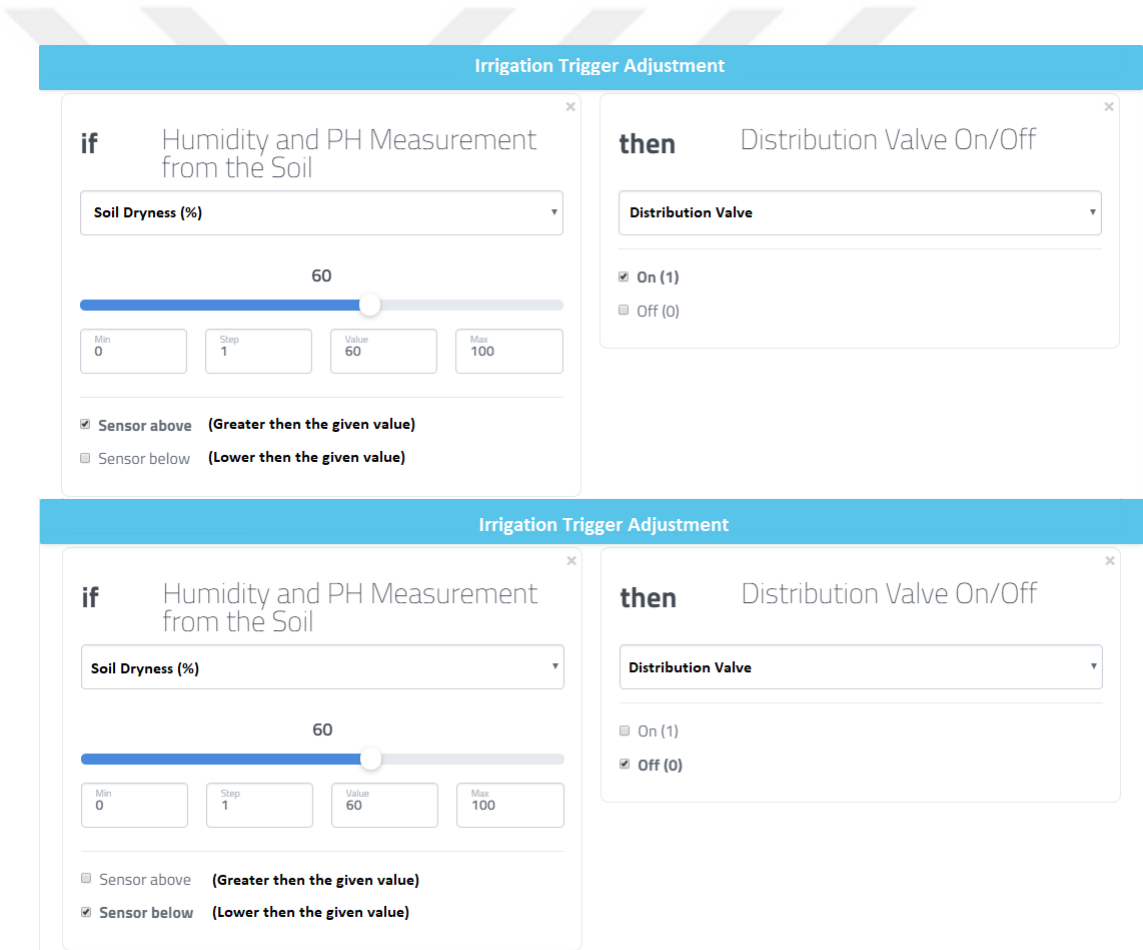 Irrigation Trigger Adjustment
if
Humidity and PH Measurement
from the Soil
Soil Dryness (%)
60
Min
0
Step
1
Value
60
Max
100
Sensor above (Greater then the given value)
Sensor below (Lower then the given value)
then
Distribution Valve On/Off
Distribution Valve
On (1)
Off (0)
Irrigation Trigger Adjustment
if
Humidity and PH Measurement
from the Soil
Soil Dryness (%)
60
Min
0
Step
1
Value
60
Max
100
Sensor above (Greater then the given value)
Sensor below (Lower then the given value)
then
Distribution Valve On/Off
Distribution Valve
On (1)
Off (0)